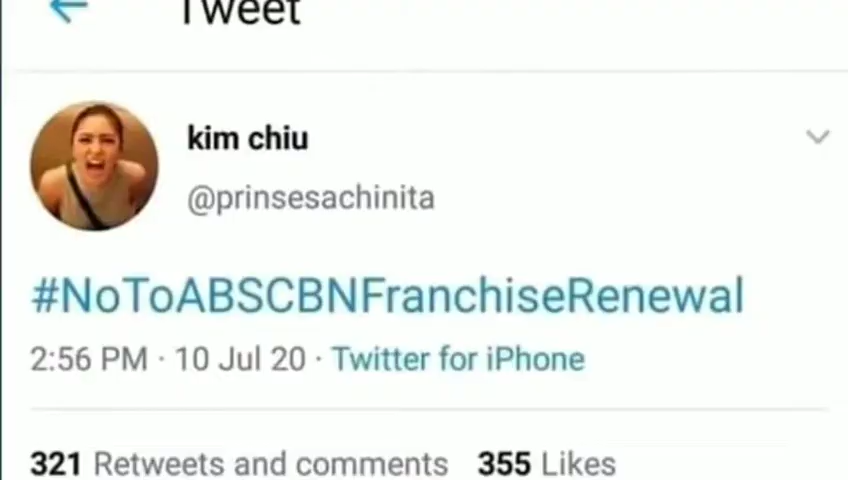 Tweet
kim chiu
@prinsesachinita
#NoToABSCBNFranchiseRenewal
2:56 PM · 10 Jul 20 · Twitter for iPhone
321 Retweets and comments 355 Likes